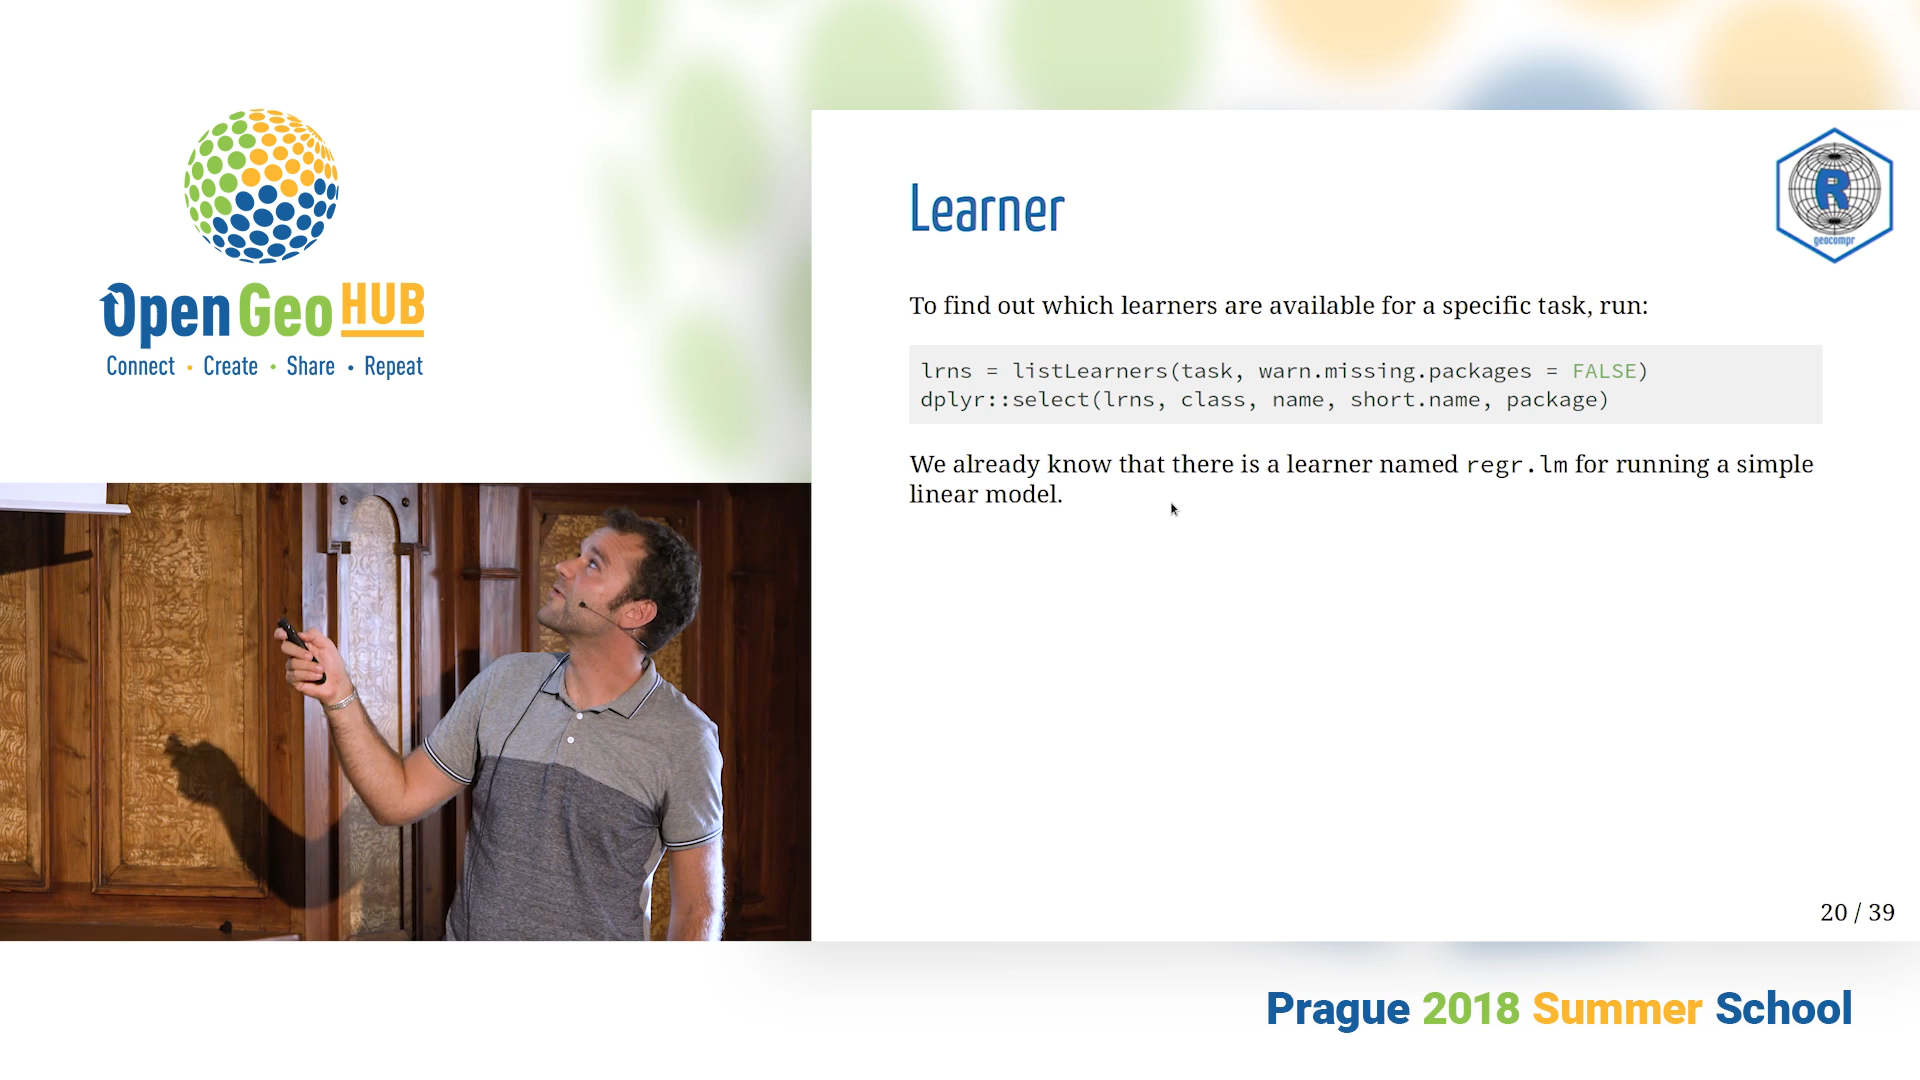 Open Geo HUB
Connect • Create • Share • Repeat
Learner
R
geocompr
To find out which learners are available for a specific task, run:
lrns = listLearners(task, warn.missing.packages = FALSE)
dplyr::select(lrns, class, name, short.name, package)
We already know that there is a learner named regr.lm for running a simple
linear model.
20 / 39
Prague 2018 Summer School